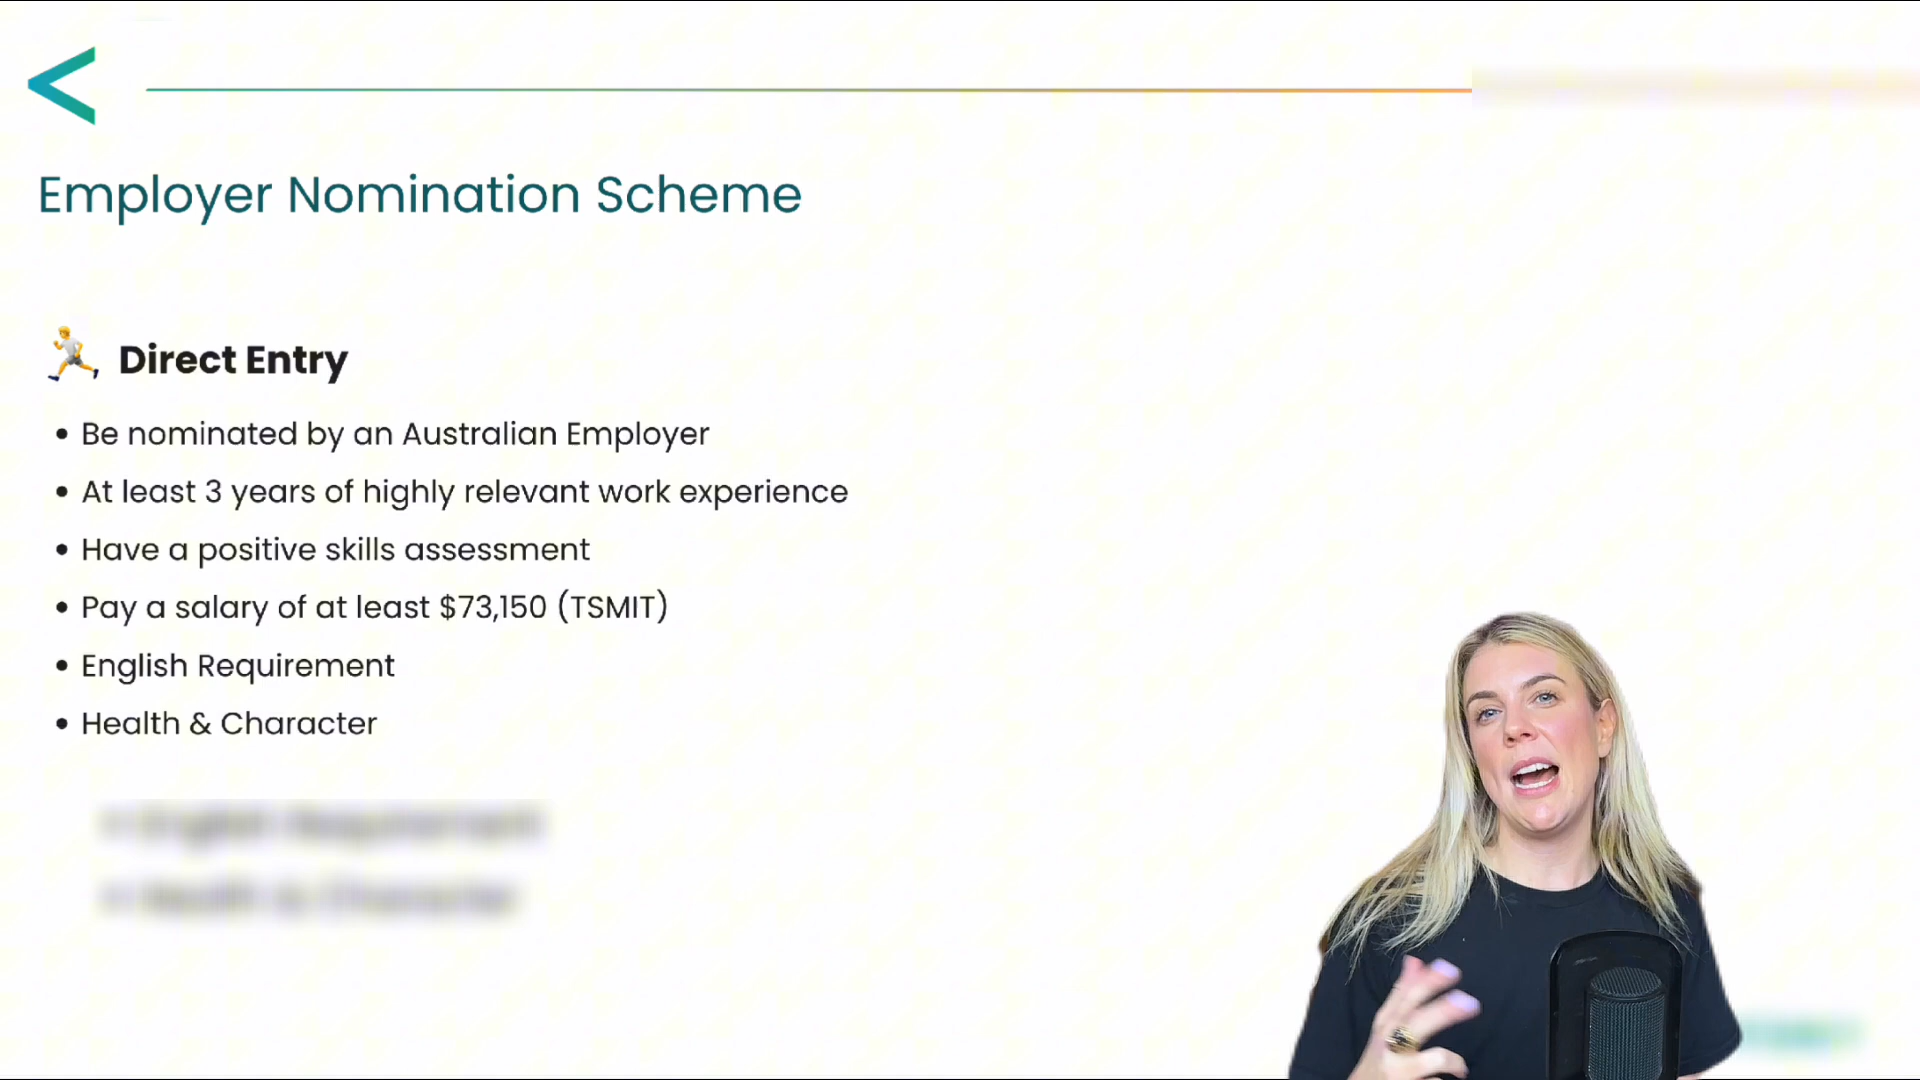 Employer Nomination Scheme
Direct Entry
• Be nominated by an Australian Employer
• At least 3 years of highly relevant work experience
• Have a positive skills assessment
• Pay a salary of at least $73,150 (TSMIT)
• English Requirement
• Health & Character